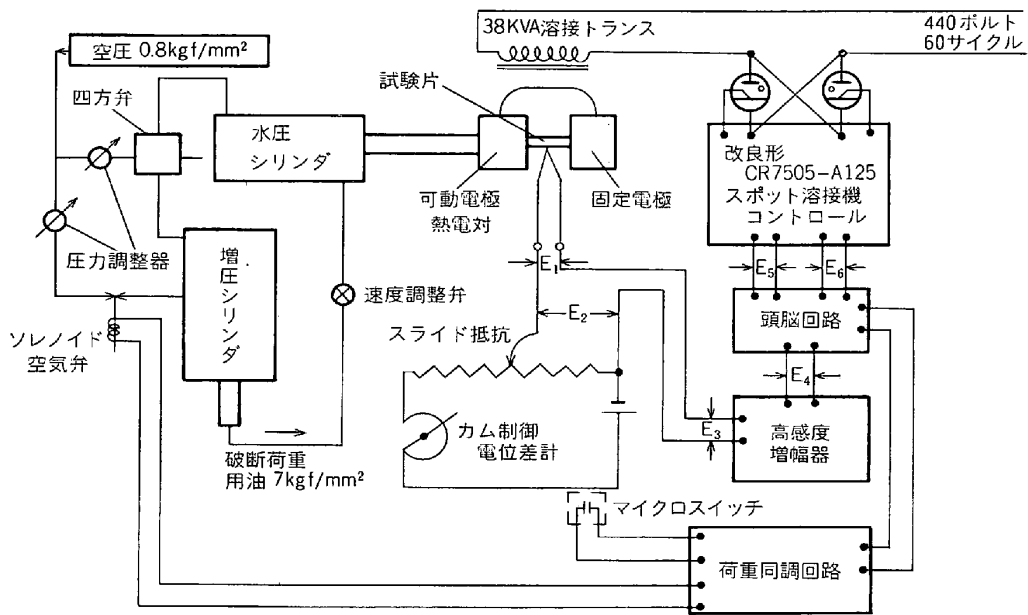 38KVA溶接トランス
440ボルト
60サイクル
空圧 0.8kgf/mm²
四方弁
試験片
水圧
シリンダ
可動電極
熱電対
固定電極
改良形
CR7505-A125
スポット溶接機
コントロール
圧力調整器
増圧シリンダ
速度調整弁
E₁
E₂
E₅
E₆
頭脳回路
スライド抵抗
ソレノイド
空気弁
E₄
カム制御
電位差計
E₃
高感度
増幅器
破断荷重
用油 7kgf/mm²
マイクロスイッチ
荷重同調回路